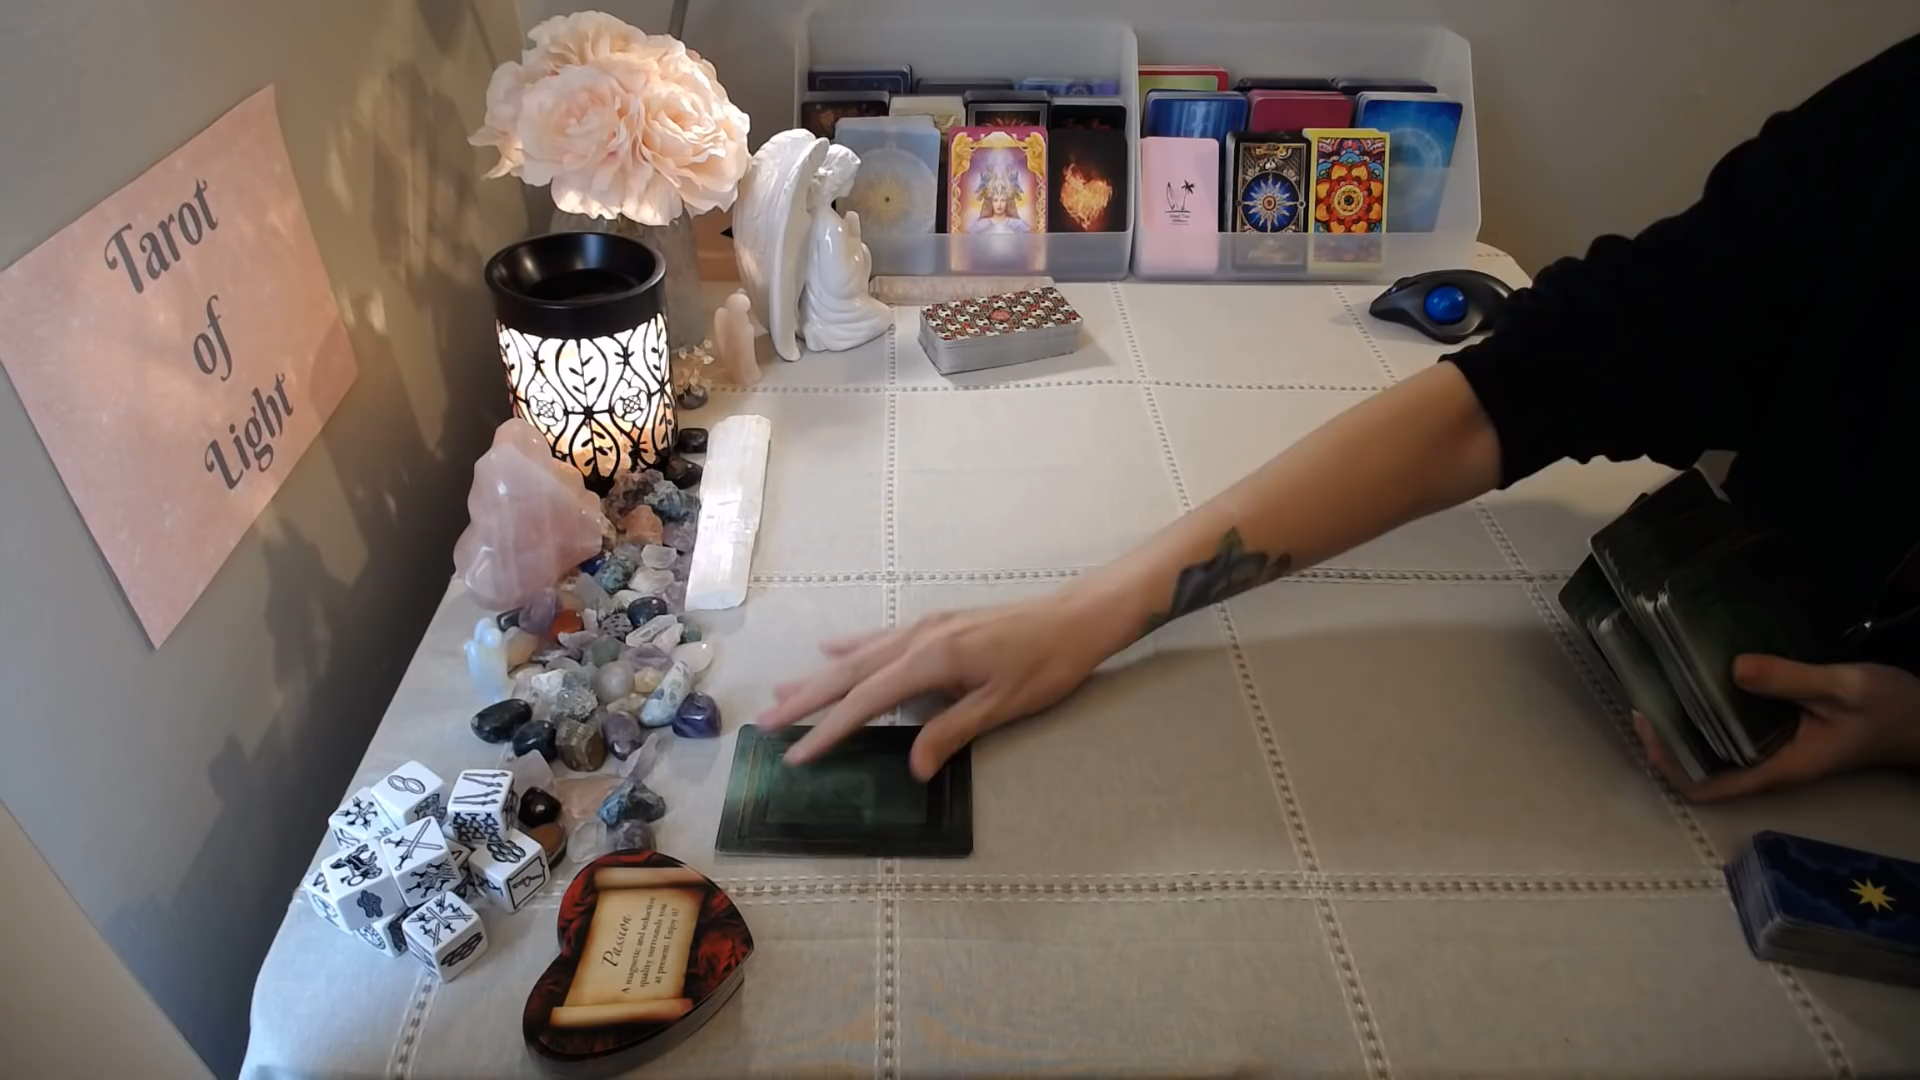 Tarot
of
Light
Passion
A magnetic and seductive
quality surrounds you
at present. Enjoy it!